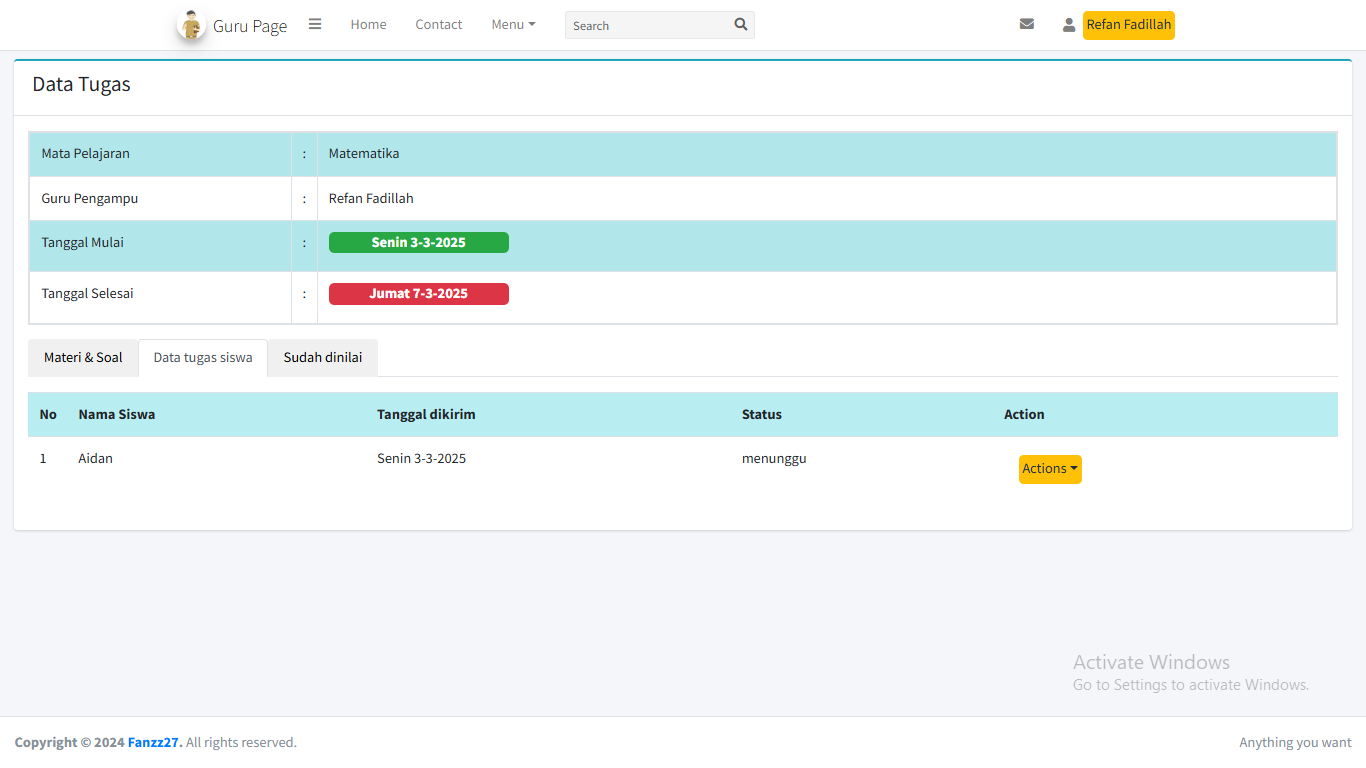 Guru Page Home Contact Menu Search Refan Fadillah
Data Tugas
Mata Pelajaran : Matematika
Guru Pengampu : Refan Fadillah
Tanggal Mulai : Senin 3-3-2025
Tanggal Selesai : Jumat 7-3-2025
Materi & Soal Data tugas siswa Sudah dinilai
No Nama Siswa Tanggal dikirim Status Action
1 Aidan Senin 3-3-2025 menunggu Actions
Activate Windows
Go to Settings to activate Windows.
Copyright © 2024 Fanzz27. All rights reserved. Anything you want